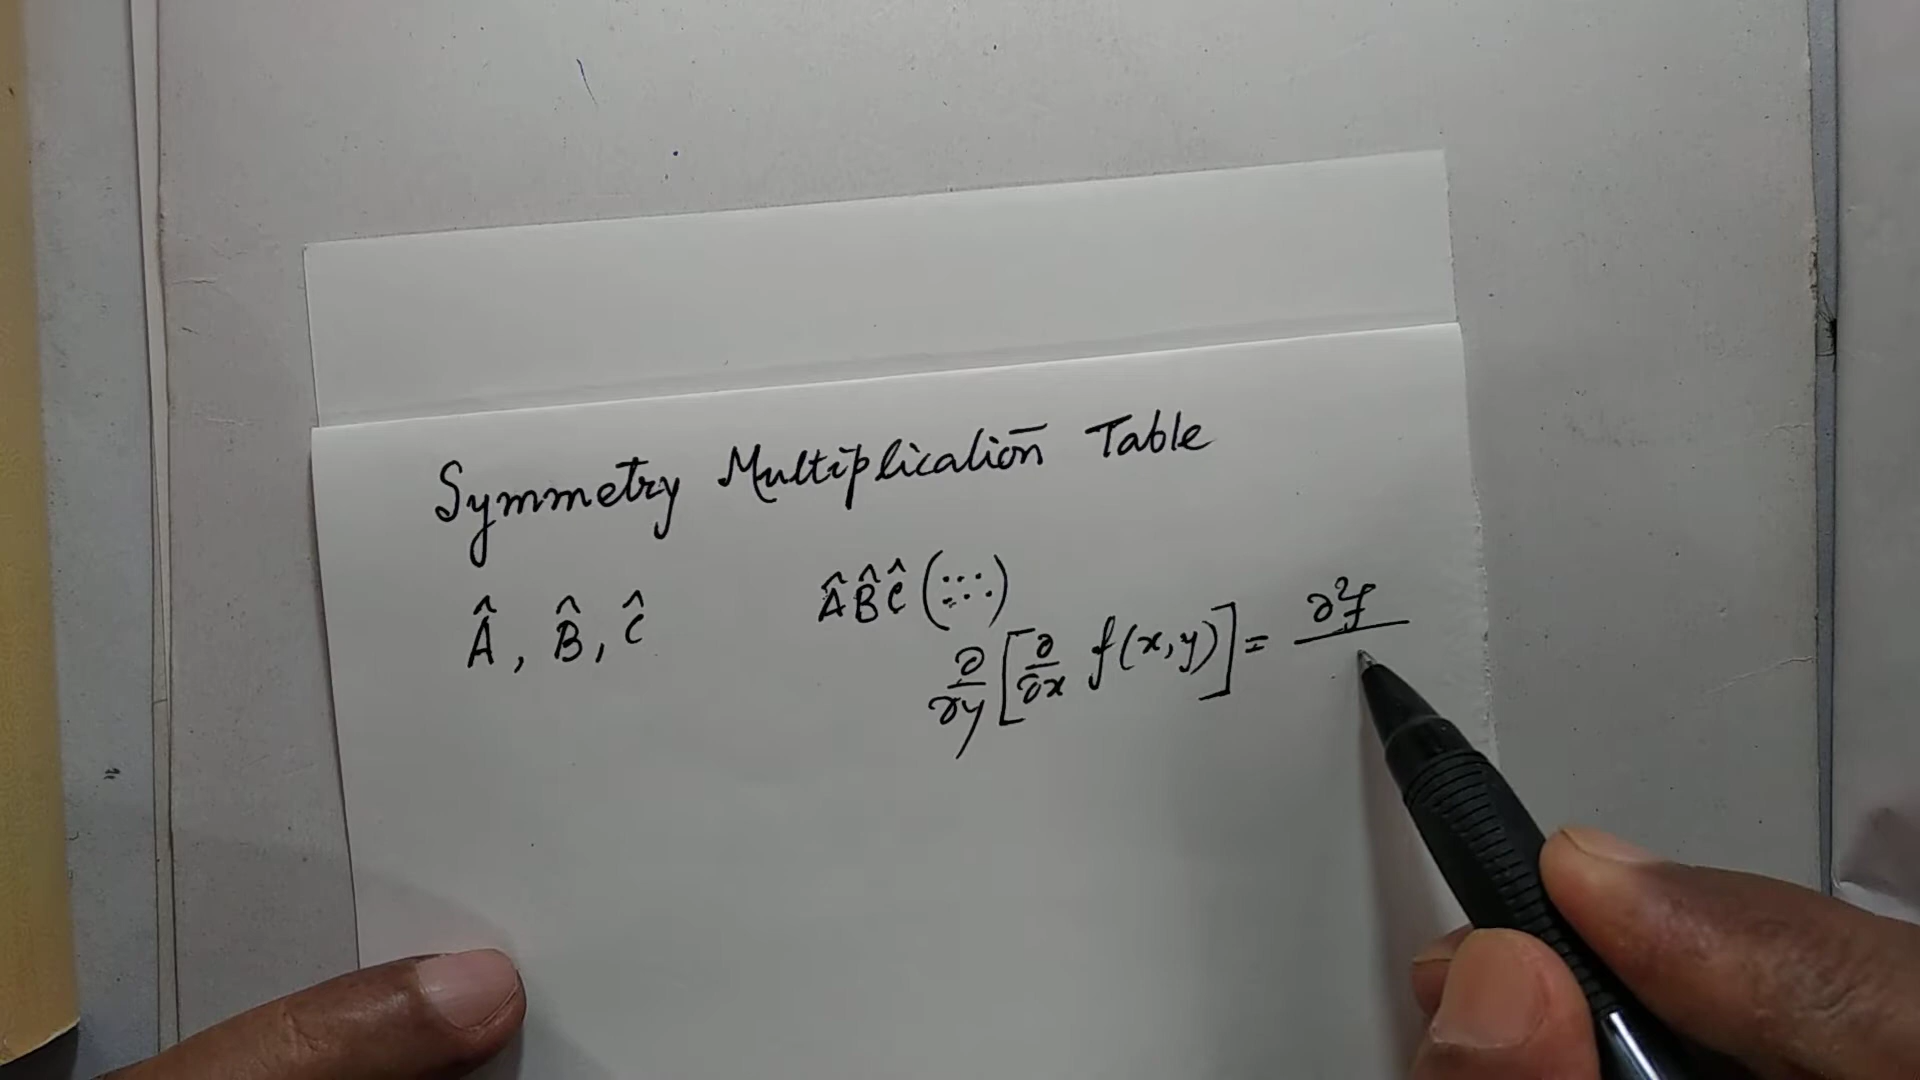 Symmetry Multiplication Table
Â, B̂, Ĉ
ÂB̂Ĉ (:::)
∂/∂y [∂/∂x f(x,y)] = ∂²f/